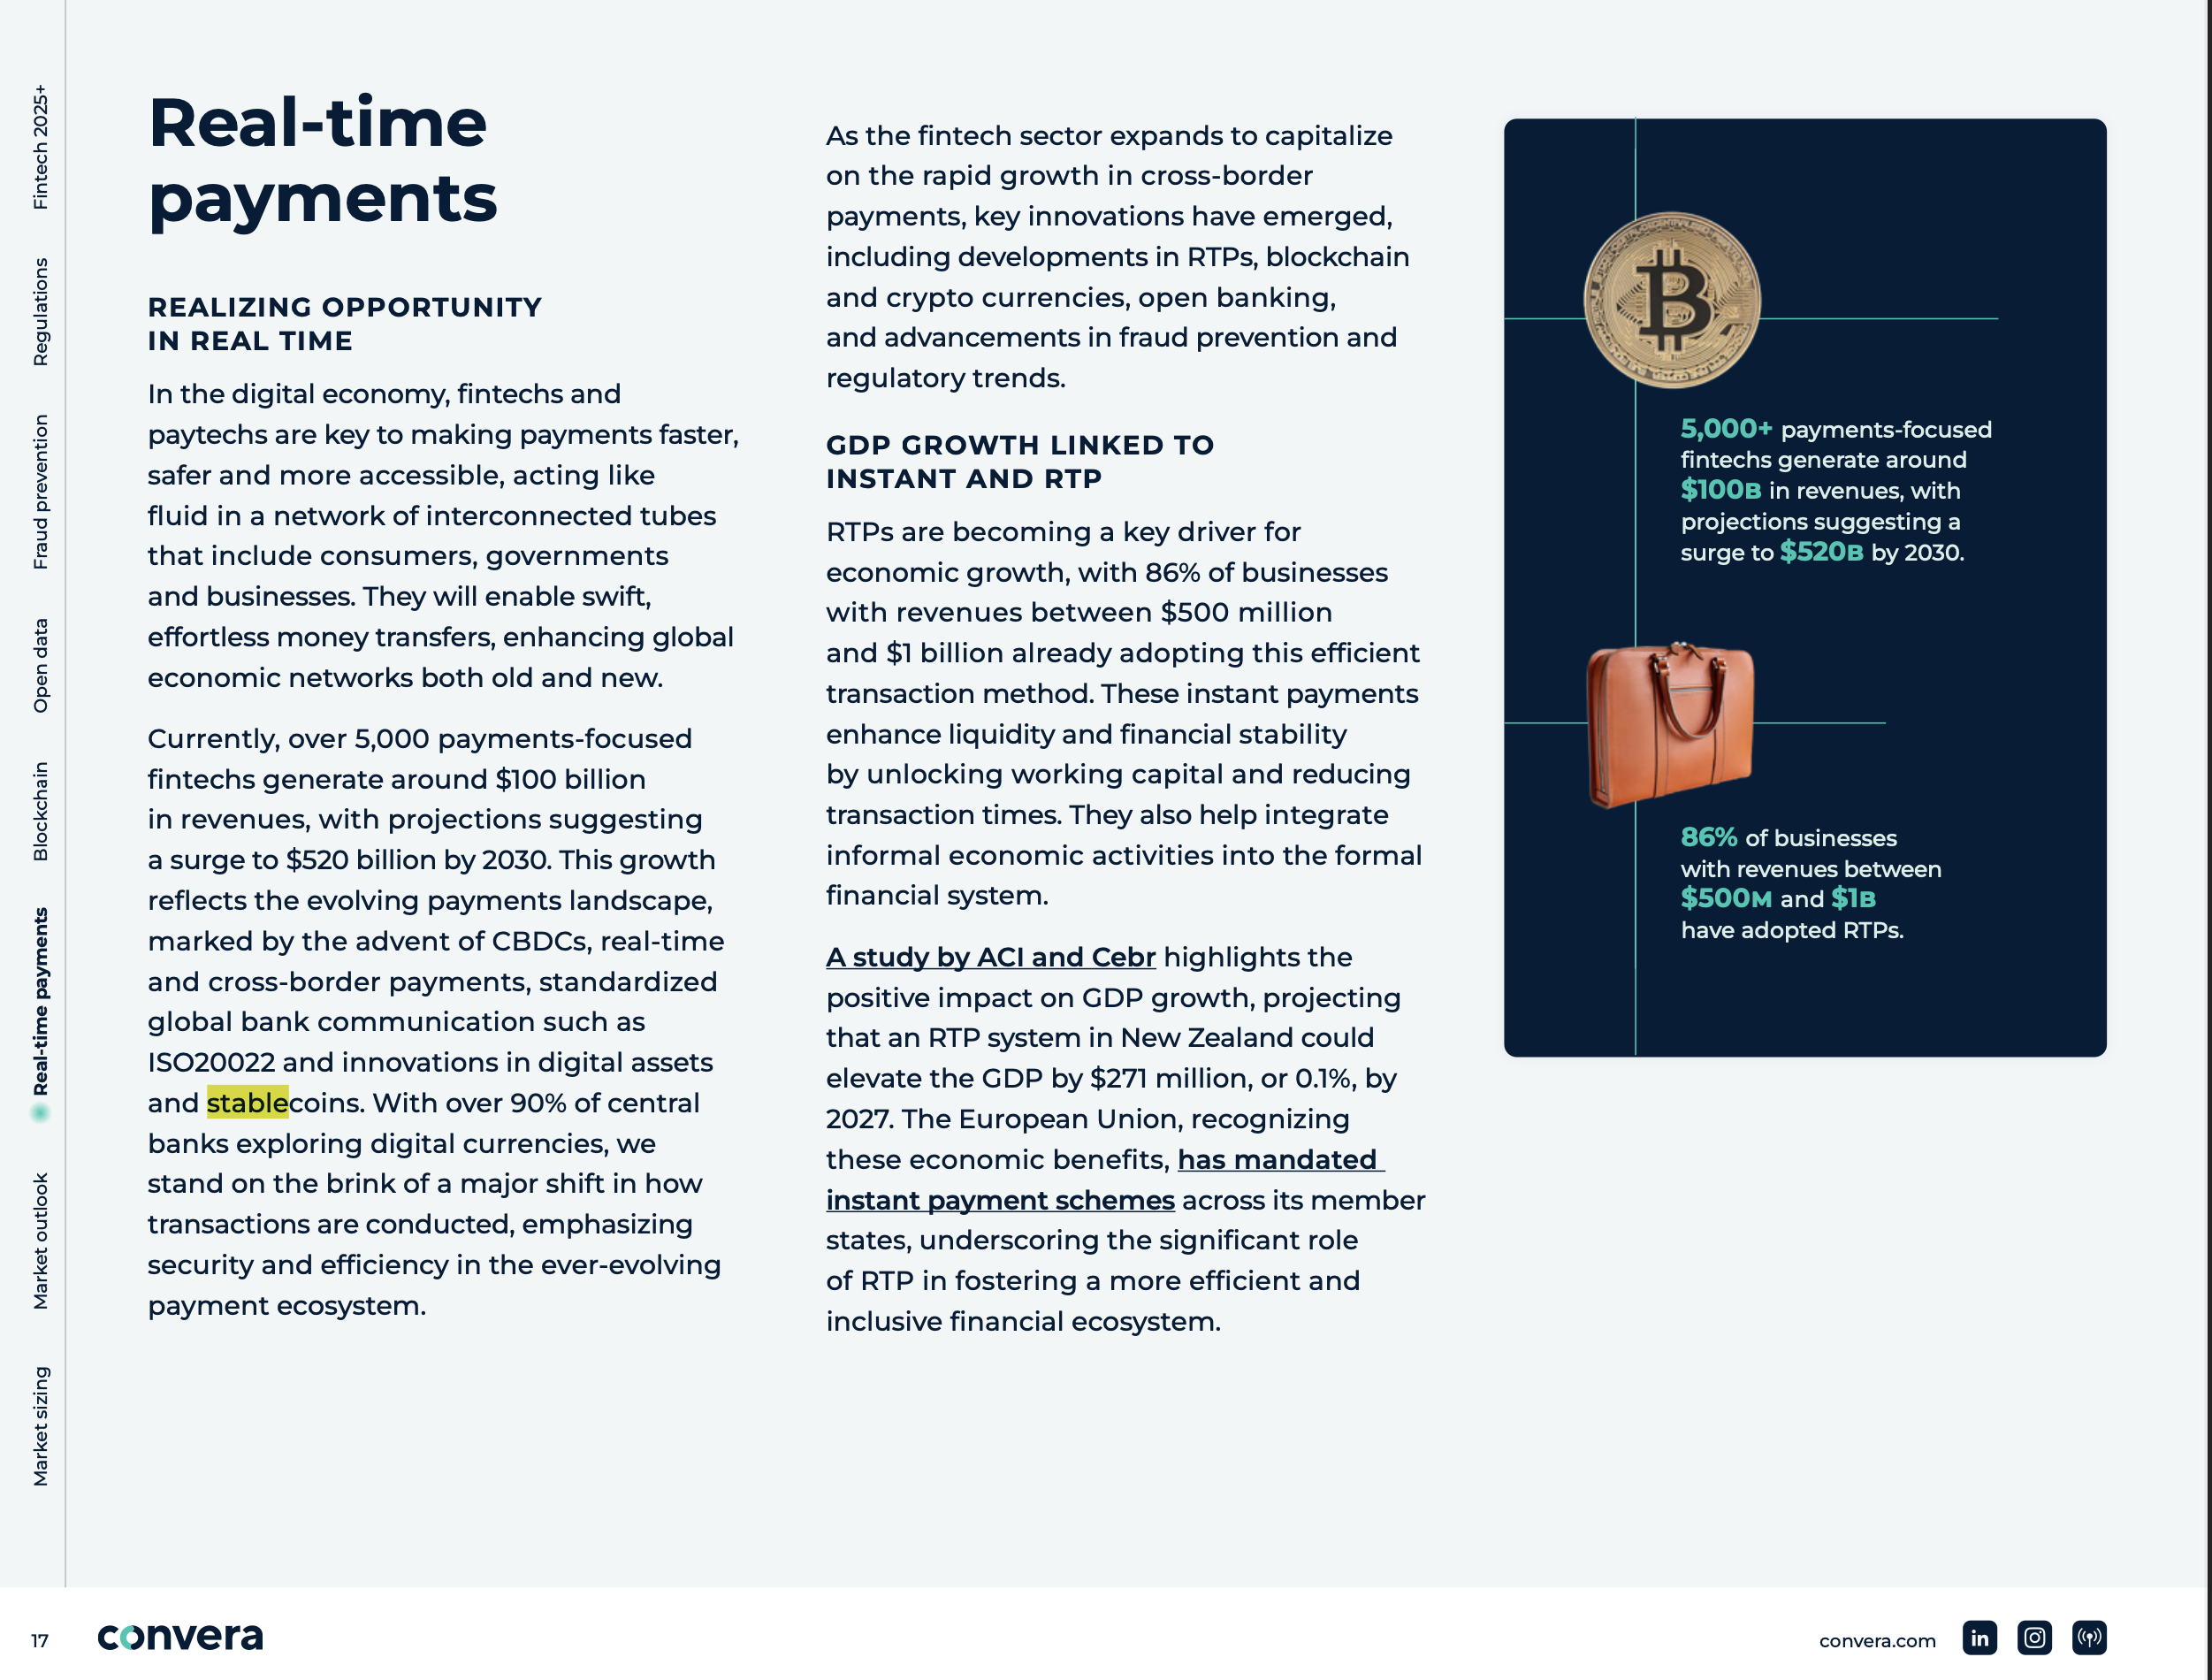 Fintech 2025+
Regulations
Fraud prevention
Open data
Blockchain
Real-time payments
Market outlook
Market sizing
Real-time
payments
REALIZING OPPORTUNITY
IN REAL TIME
In the digital economy, fintechs and
paytechs are key to making payments faster,
safer and more accessible, acting like
fluid in a network of interconnected tubes
that include consumers, governments
and businesses. They will enable swift,
effortless money transfers, enhancing global
economic networks both old and new.
Currently, over 5,000 payments-focused
fintechs generate around $100 billion
in revenues, with projections suggesting
a surge to $520 billion by 2030. This growth
reflects the evolving payments landscape,
marked by the advent of CBDCs, real-time
and cross-border payments, standardized
global bank communication such as
ISO20022 and innovations in digital assets
and stablecoins. With over 90% of central
banks exploring digital currencies, we
stand on the brink of a major shift in how
transactions are conducted, emphasizing
security and efficiency in the ever-evolving
payment ecosystem.
As the fintech sector expands to capitalize
on the rapid growth in cross-border
payments, key innovations have emerged,
including developments in RTPs, blockchain
and crypto currencies, open banking,
and advancements in fraud prevention and
regulatory trends.
GDP GROWTH LINKED TO
INSTANT AND RTP
RTPs are becoming a key driver for
economic growth, with 86% of businesses
with revenues between $500 million
and $1 billion already adopting this efficient
transaction method. These instant payments
enhance liquidity and financial stability
by unlocking working capital and reducing
transaction times. They also help integrate
informal economic activities into the formal
financial system.
A study by ACI and Cebr highlights the
positive impact on GDP growth, projecting
that an RTP system in New Zealand could
elevate the GDP by $271 million, or 0.1%, by
2027. The European Union, recognizing
these economic benefits, has mandated
instant payment schemes across its member
states, underscoring the significant role
of RTP in fostering a more efficient and
inclusive financial ecosystem.
5,000+ payments-focused
fintechs generate around
$100B in revenues, with
projections suggesting a
surge to $520B by 2030.
86% of businesses
with revenues between
$500M and $1B
have adopted RTPs.
17
convera
convera.com
in